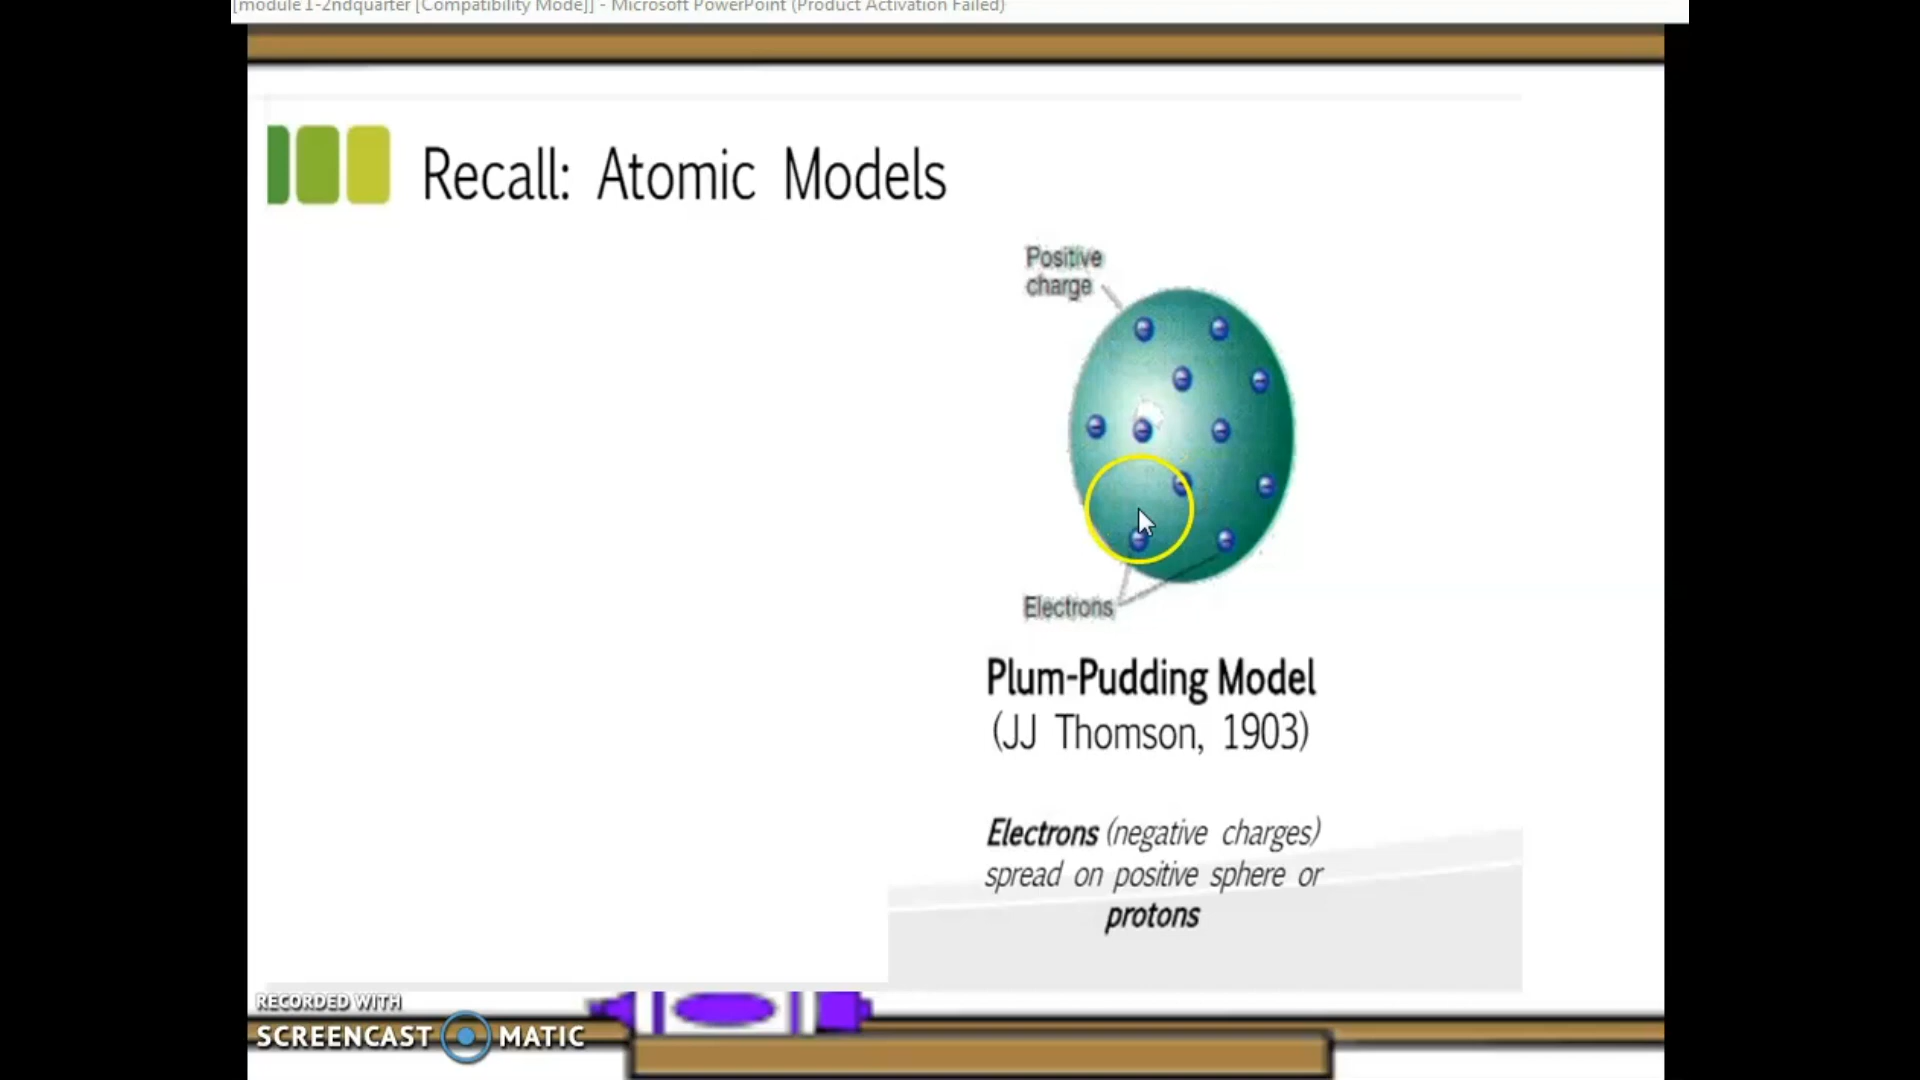 [module 1-2ndquarter [Compatibility Mode]] - Microsoft PowerPoint (Product Activation Failed)
Recall: Atomic Models
Positive
charge
Electrons
Plum-Pudding Model
(JJ Thomson, 1903)
Electrons (negative charges)
spread on positive sphere or
protons
RECORDED WITH
SCREENCAST MATIC